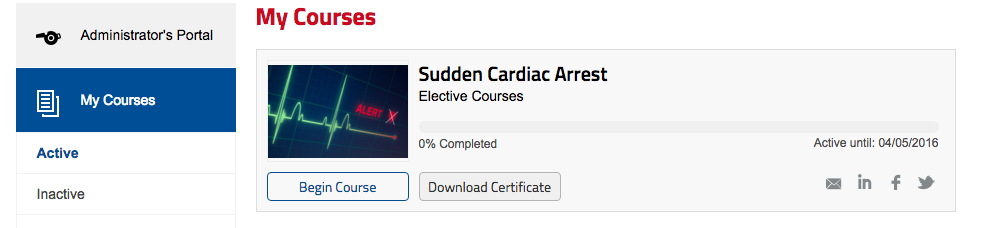 Administrator's Portal
My Courses
Active
Inactive
My Courses
ALERT
Sudden Cardiac Arrest
Elective Courses
0% Completed
Active until: 04/05/2016
Begin Course
Download Certificate
in
f